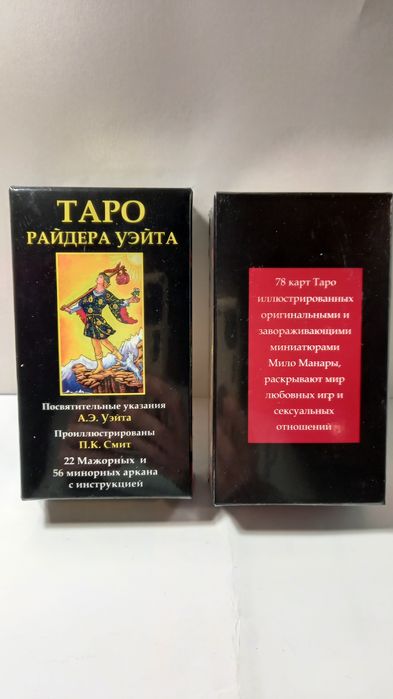 ТАРО
РАЙДЕРА УЭЙТА
Посвятительные указания
А.Э. Уэйта
Проиллюстрированы
П.К. Смит
22 Мажорных и
56 минорных аркана
с инструкцией
78 карт Таро
иллюстрированных
оригинальными и
завораживающими
миниатюрами
Мило Манары,
раскрывают мир
любовных игр и
сексуальных
отношений